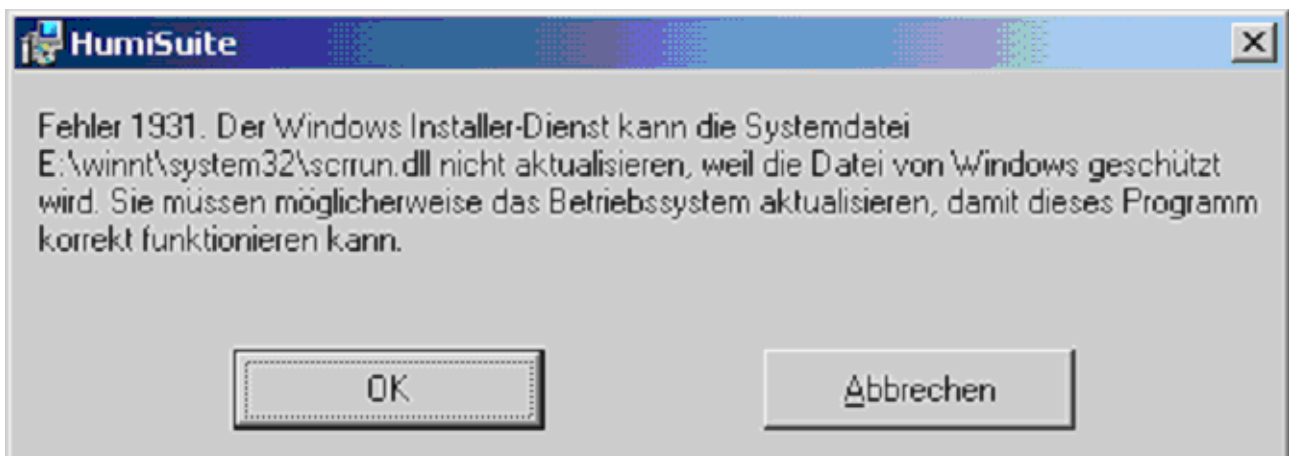 HumiSuite
Fehler 1931. Der Windows Installer-Dienst kann die Systemdatei
E:\winnt\system32\scrrun.dll nicht aktualisieren, weil die Datei von Windows geschützt
wird. Sie müssen möglicherweise das Betriebssystem aktualisieren, damit dieses Programm
korrekt funktionieren kann.
OK
Abbrechen